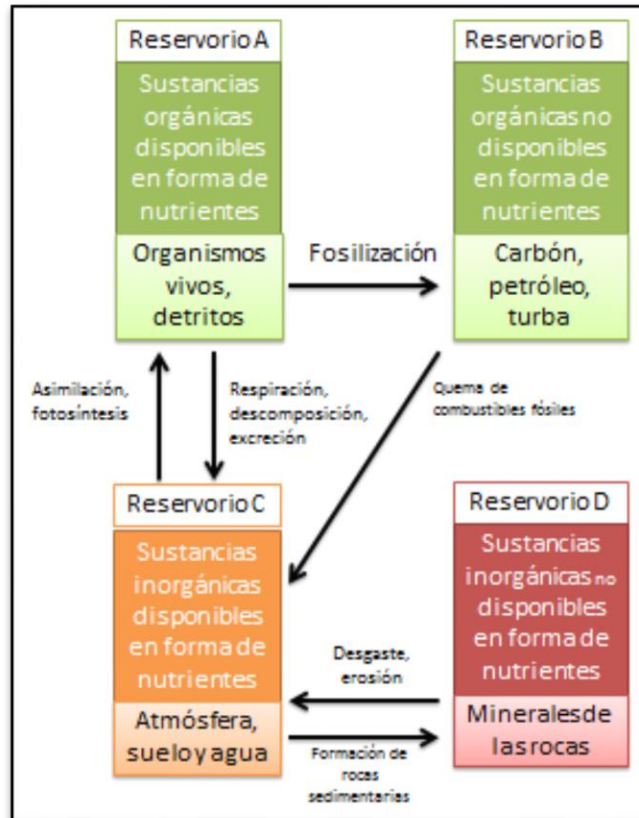 Reservorio A
Sustancias
orgánicas
disponibles
en forma de
nutrientes
Organismos
vivos,
detritos
Fosilización
Reservorio B
Sustancias
orgánicas no
disponibles
en forma de
nutrientes
Carbón,
petróleo,
turba
Asimilación,
fotosíntesis
Respiración,
descomposición,
excreción
Quema de
combustibles fósiles
Reservorio C
Sustancias
inorgánicas
disponibles
en forma de
nutrientes
Atmósfera,
suelo y agua
Desgaste,
erosión
Formación de
rocas
sedimentarias
Reservorio D
Sustancias
inorgánicas no
disponibles
en forma de
nutrientes
Minerales de
las rocas